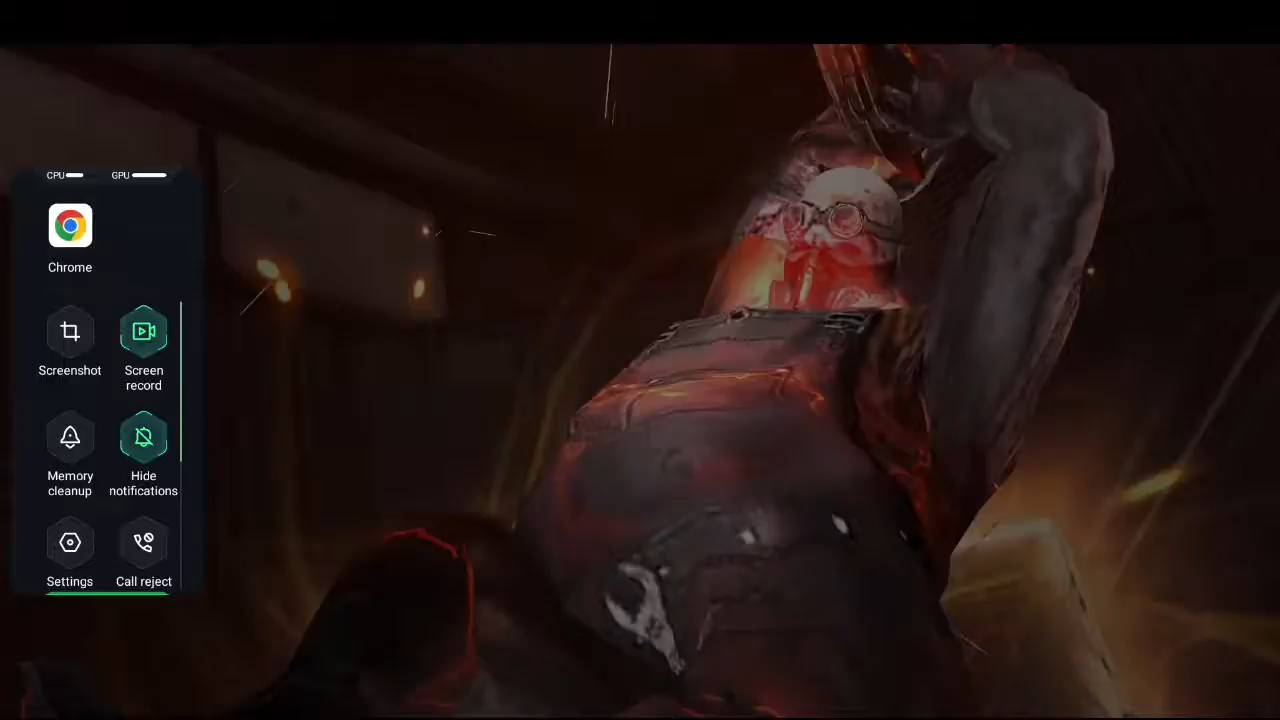 CPU GPU
Chrome
Screenshot Screen
record
Memory Hide
cleanup notifications
Settings Call reject